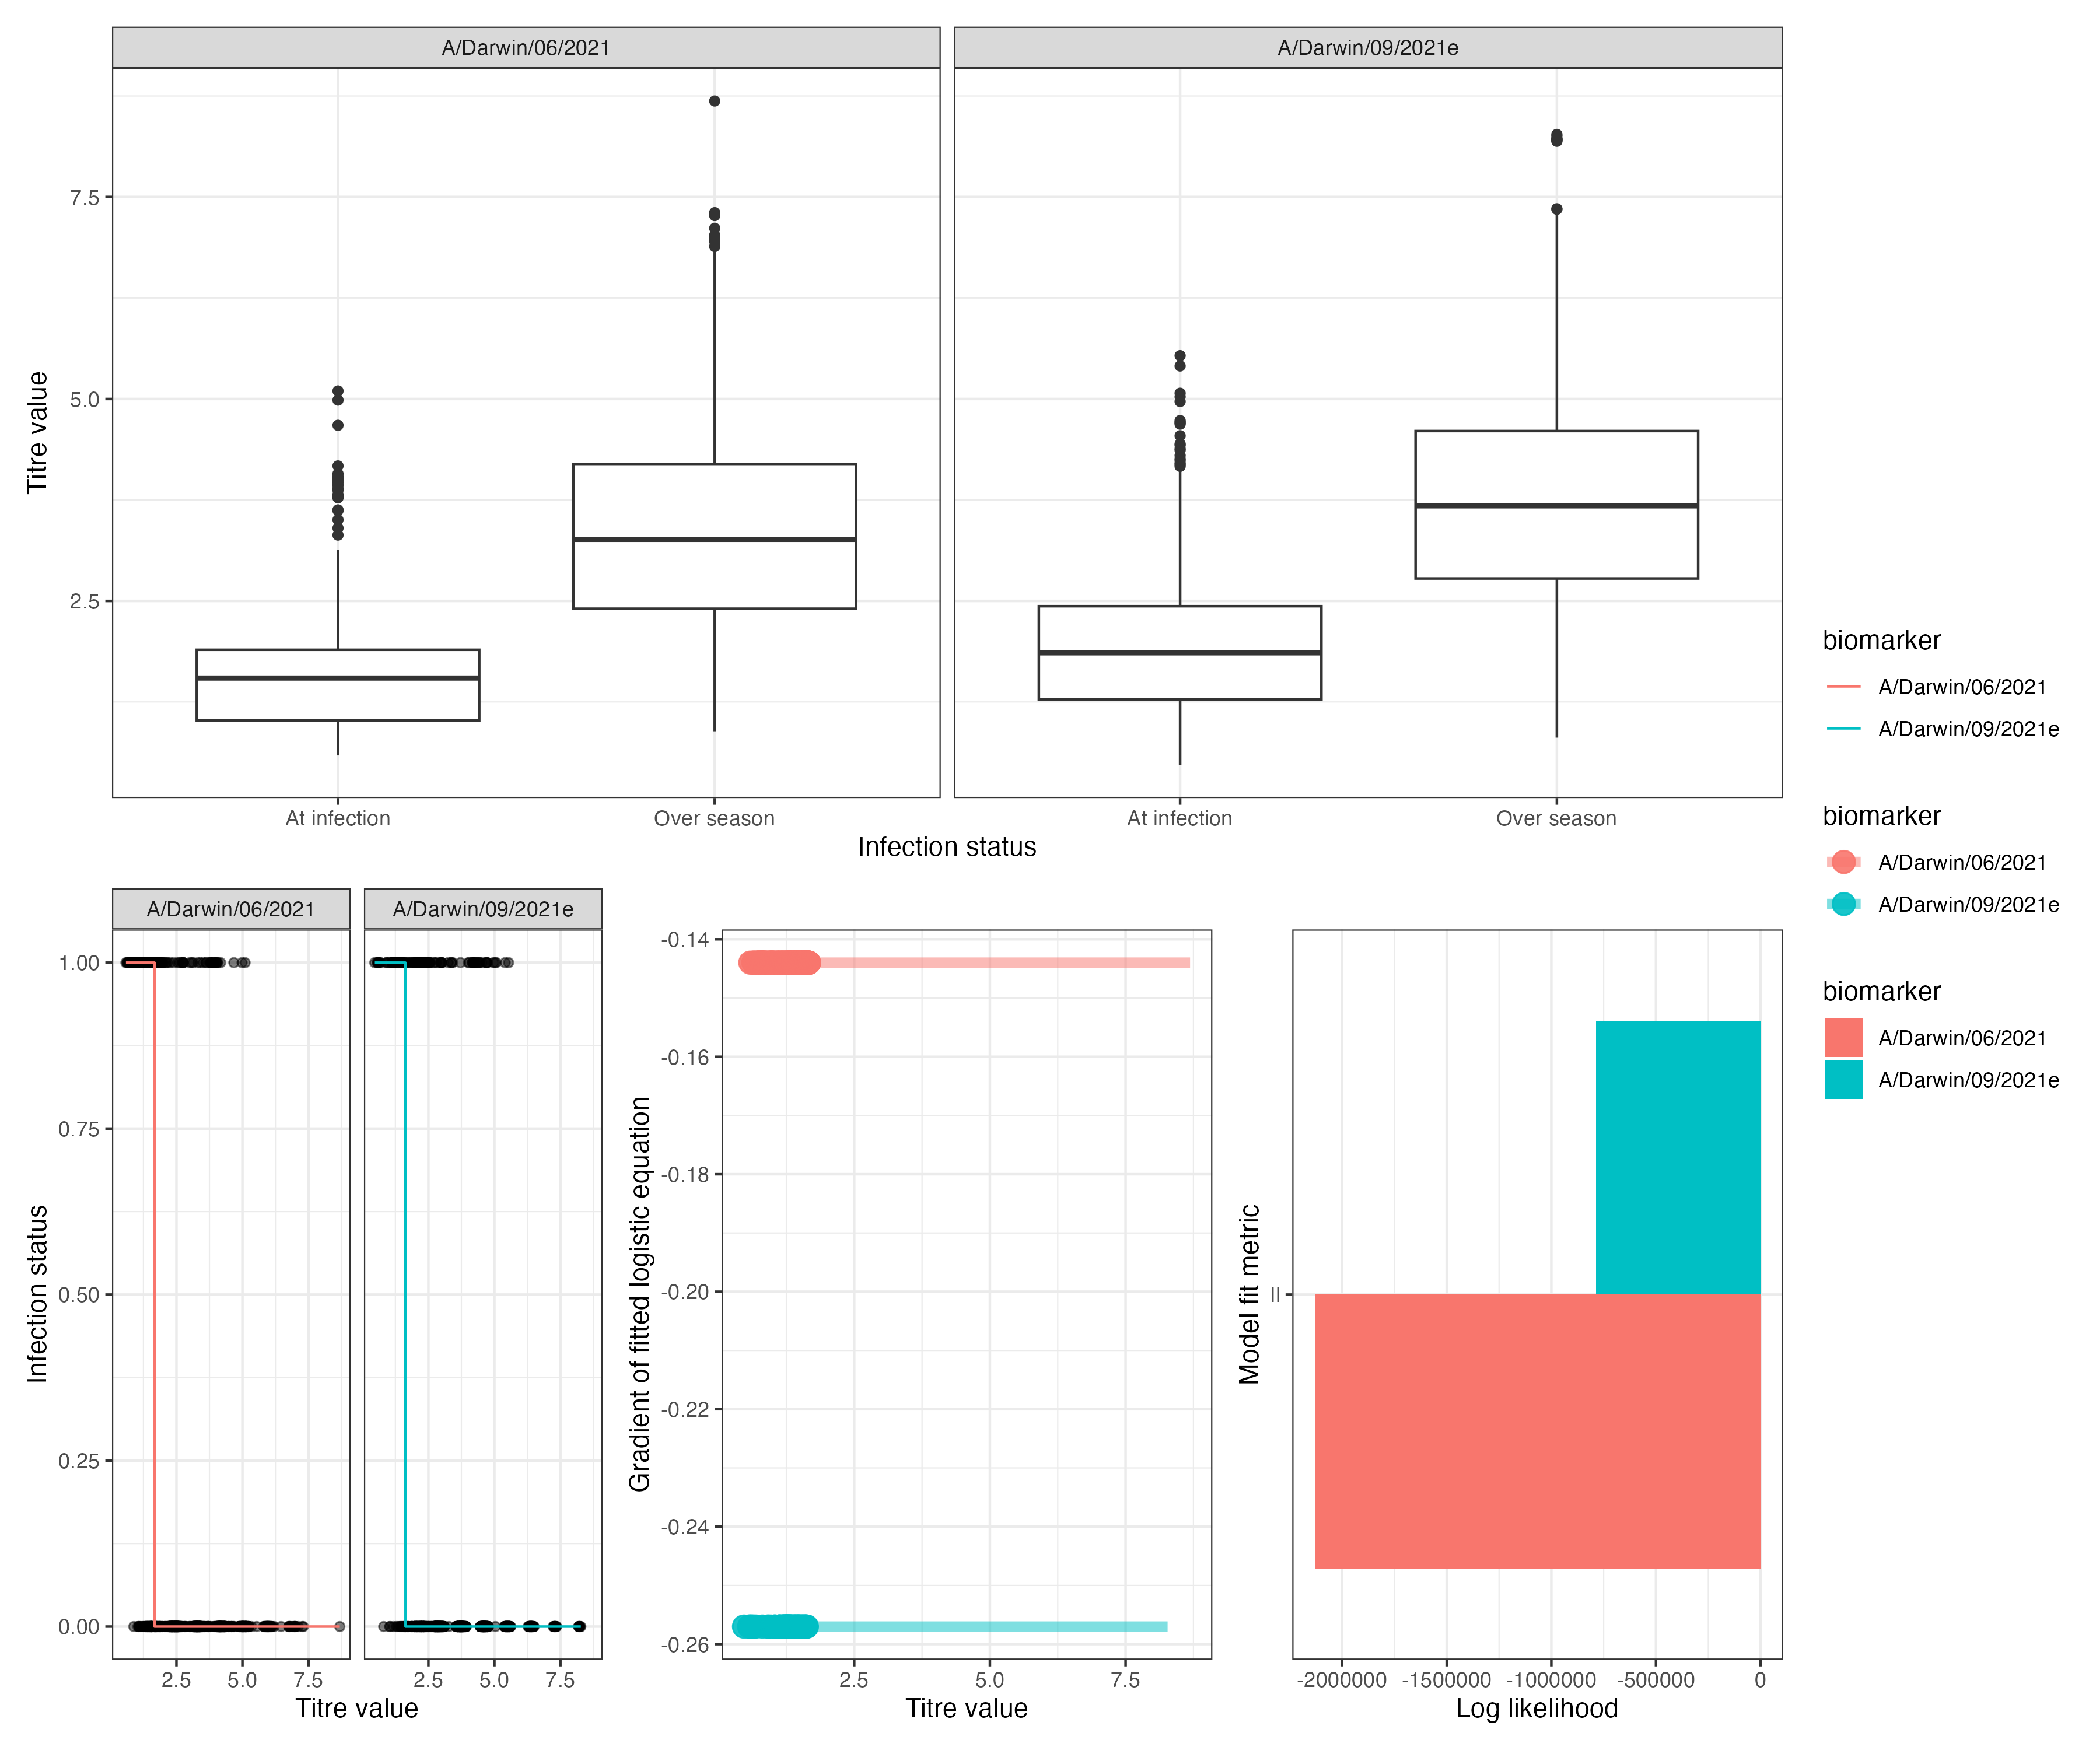 A/Darwin/06/2021
A/Darwin/09/2021e
Titre value
7.5
5.0
2.5
At infection
Over season
At infection
Over season
Infection status
A/Darwin/06/2021
A/Darwin/09/2021e
Infection status
1.00
0.75
0.50
0.25
0.00
2.5
5.0
7.5
2.5
5.0
7.5
Titre value
Gradient of fitted logistic equation
-0.14
-0.16
-0.18
-0.20
-0.22
-0.24
-0.26
2.5
5.0
7.5
Titre value
Model fit metric
ll
-2000000
-1500000
-1000000
-500000
0
Log likelihood
biomarker
A/Darwin/06/2021
A/Darwin/09/2021e
biomarker
A/Darwin/06/2021
A/Darwin/09/2021e
biomarker
A/Darwin/06/2021
A/Darwin/09/2021e